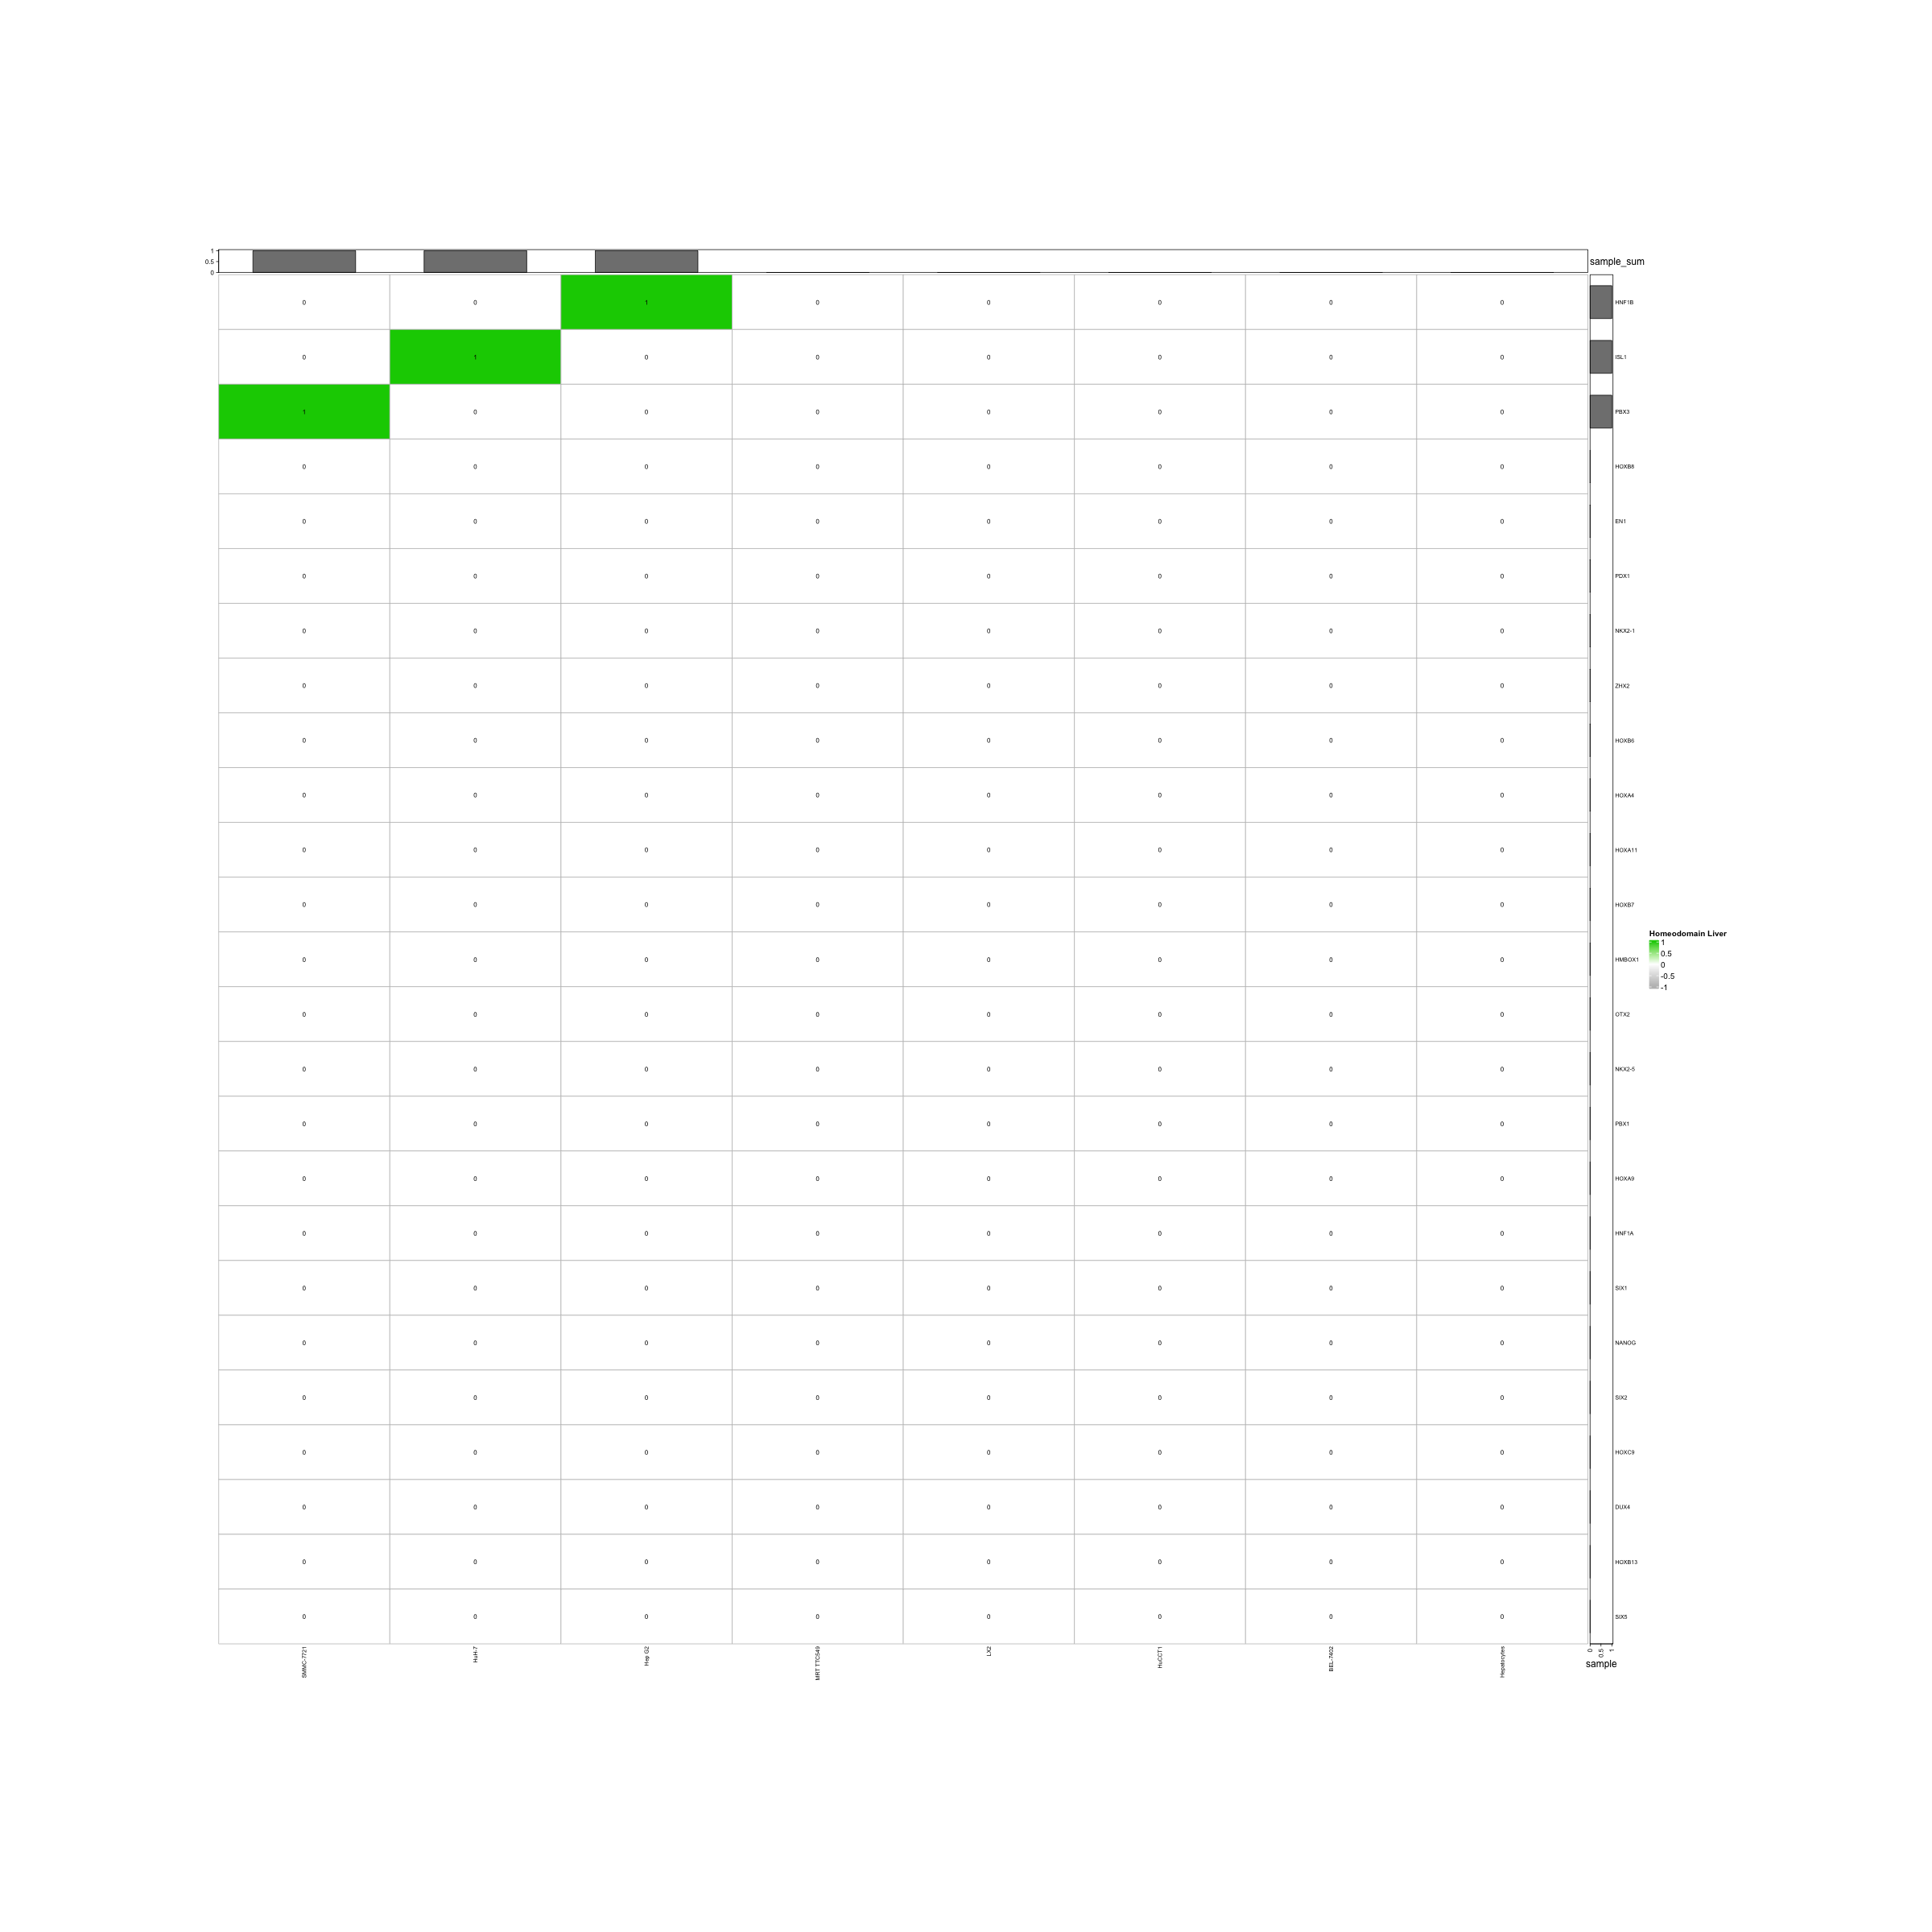 1
0.5
0
sample_sum
0 0 1 0 0 0 0 0 HNF1B
0 1 0 0 0 0 0 0 ISL1
1 0 0 0 0 0 0 0 PBX3
0 0 0 0 0 0 0 0 HOXB8
0 0 0 0 0 0 0 0 EN1
0 0 0 0 0 0 0 0 PDX1
0 0 0 0 0 0 0 0 NKX2-1
0 0 0 0 0 0 0 0 ZHX2
0 0 0 0 0 0 0 0 HOXB6
0 0 0 0 0 0 0 0 HOXA4
0 0 0 0 0 0 0 0 HOXA11
0 0 0 0 0 0 0 0 HOXB7
0 0 0 0 0 0 0 0 HMBOX1
0 0 0 0 0 0 0 0 OTX2
0 0 0 0 0 0 0 0 NKX2-5
0 0 0 0 0 0 0 0 PBX1
0 0 0 0 0 0 0 0 HOXA9
0 0 0 0 0 0 0 0 HNF1A
0 0 0 0 0 0 0 0 SIX1
0 0 0 0 0 0 0 0 NANOG
0 0 0 0 0 0 0 0 SIX2
0 0 0 0 0 0 0 0 HOXC9
0 0 0 0 0 0 0 0 DUX4
0 0 0 0 0 0 0 0 HOXB13
0 0 0 0 0 0 0 0 SIX5
SMMC-7721
HuH-7
Hep G2
MRT TTC549
LX2
HuCCT1
BEL-7402
Hepatocytes
0
0.5
1
sample
Homeodomain Liver
1
0.5
0
-0.5
-1